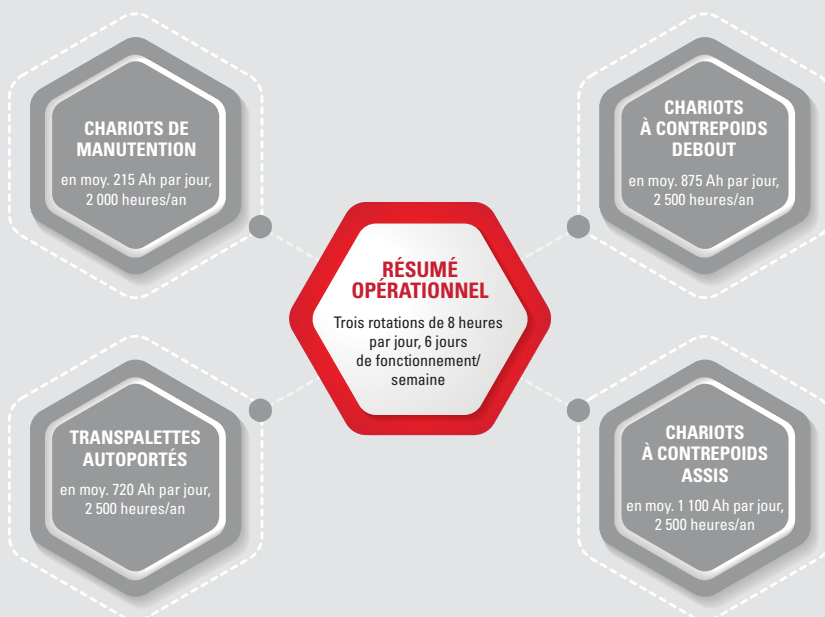 CHARIOTS DE
MANUTENTION
en moy. 215 Ah par jour,
2 000 heures/an
CHARIOTS
À CONTREPOIDS
DEBOUT
en moy. 875 Ah par jour,
2 500 heures/an
RÉSUMÉ
OPÉRATIONNEL
Trois rotations de 8 heures
par jour, 6 jours
de fonctionnement/
semaine
TRANSPALETTES
AUTOPORTÉS
en moy. 720 Ah par jour,
2 500 heures/an
CHARIOTS
À CONTREPOIDS
ASSIS
en moy. 1 100 Ah par jour,
2 500 heures/an